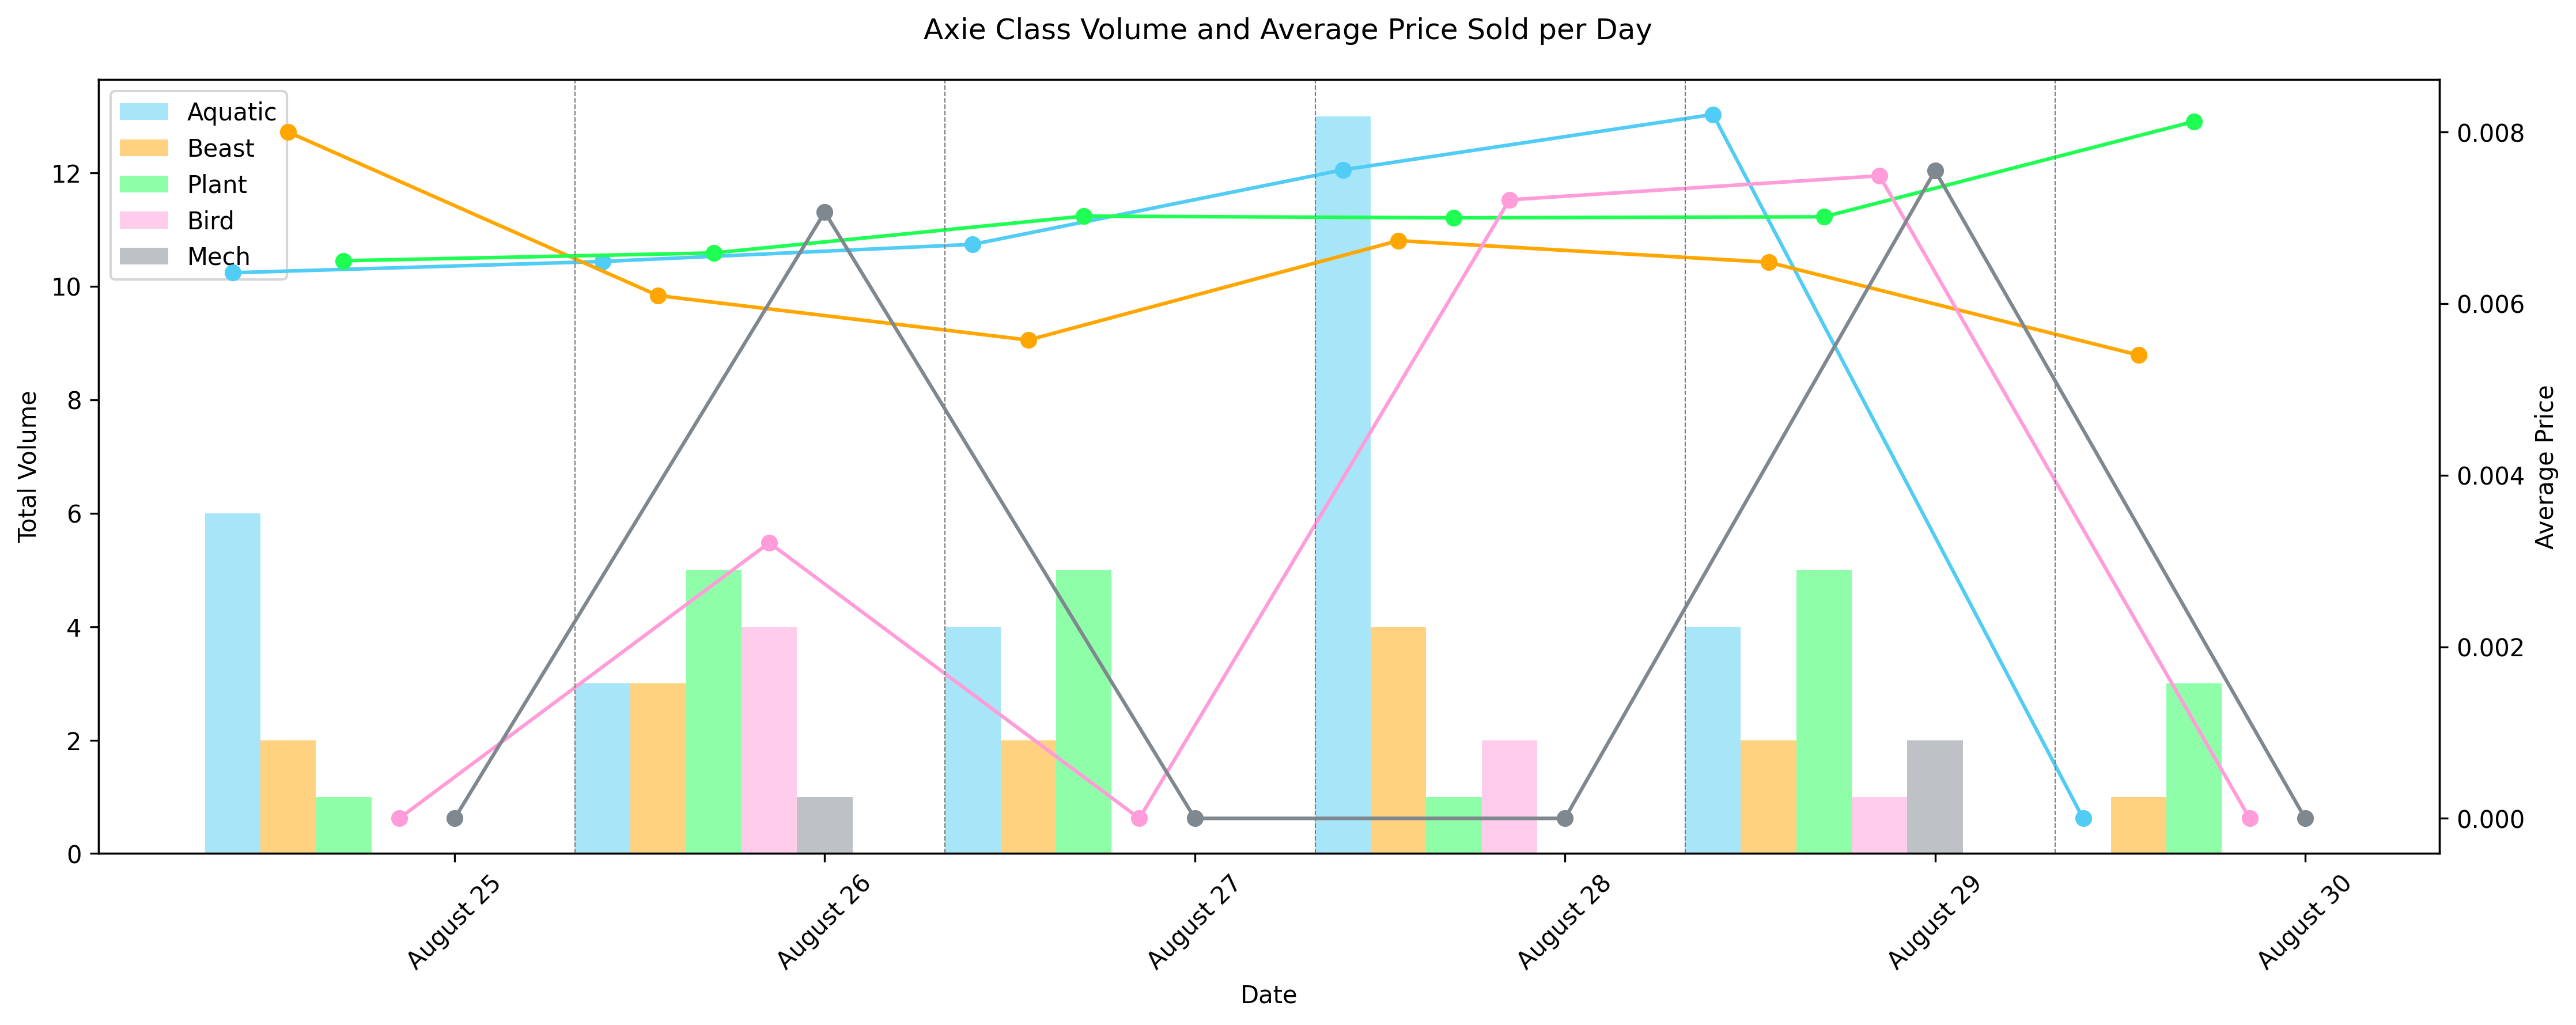 Axie Class Volume and Average Price Sold per Day
Aquatic
Beast
Plant
Bird
Mech
Total Volume
12
10
8
6
4
2
0
0.008
0.006
0.004
0.002
0.000
Average Price
August 25
August 26
August 27
August 28
August 29
August 30
Date